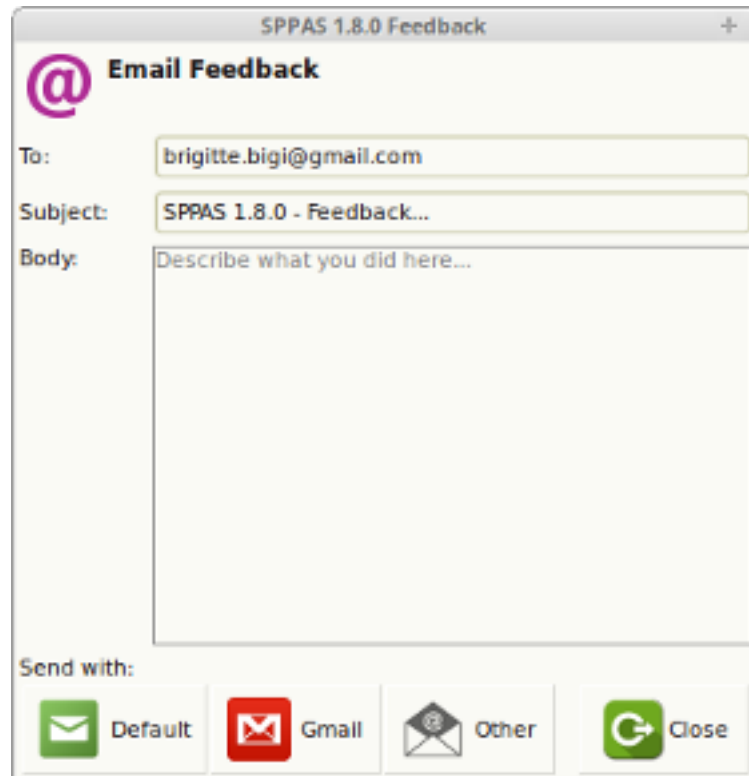 SPPAS 1.8.0 Feedback
@ Email Feedback
To: brigitte.bigi@gmail.com
Subject: SPPAS 1.8.0 - Feedback...
Body: Describe what you did here...
Send with:
Default Gmail @ Other Close